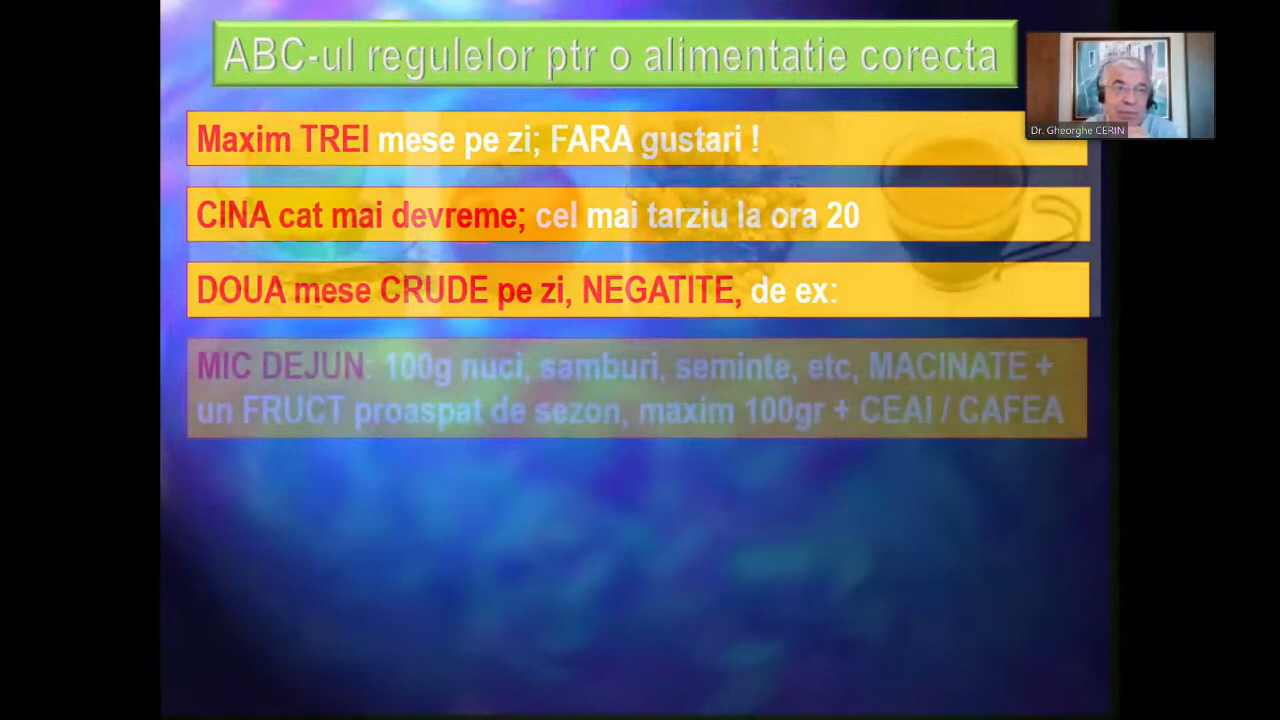 ABC-ul regulelor ptr o alimentatie corecta
Dr. Gheorghe CERIN
Maxim TREI mese pe zi; FARA gustari !
CINA cat mai devreme; cel mai tarziu la ora 20
DOUA mese CRUDE pe zi, NEGATITE, de ex:
MIC DEJUN: 100g nuci, samburi, seminte, etc, MACINATE +
un FRUCT proaspat de sezon, maxim 100gr + CEAI / CAFEA